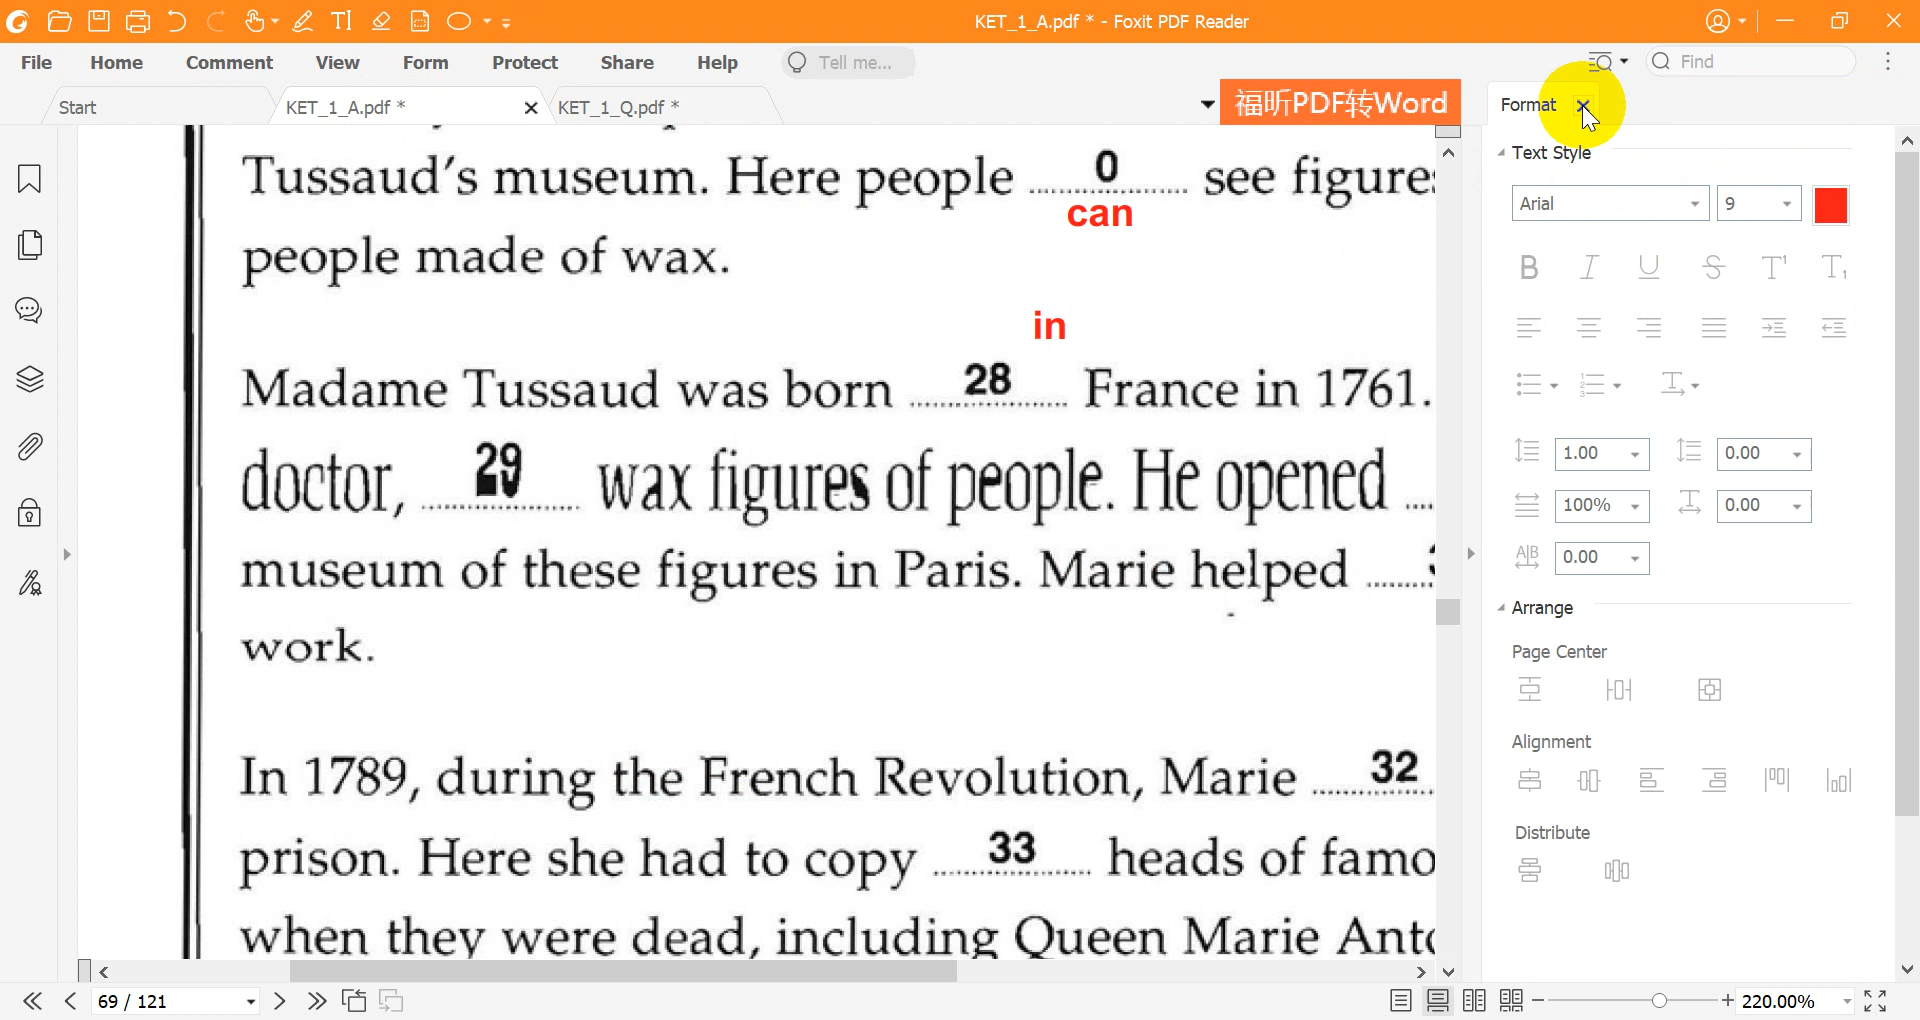 KET_1_A.pdf * - Foxit PDF Reader
File Home Comment View Form Protect Share Help Tell me... Find
Start KET_1_A.pdf * KET_1_Q.pdf * 福昕PDF转Word Format
Text Style
Arial 9
1.00 0.00
100% 0.00
0.00
Arrange
Page Center
Alignment
Distribute
Tussaud's museum. Here people ........0........ see figures
can
people made of wax.
in
Madame Tussaud was born ........28........ France in 1761.
doctor, ........29........ wax figures of people. He opened ....
museum of these figures in Paris. Marie helped ........
work.
In 1789, during the French Revolution, Marie ........32
prison. Here she had to copy ........33........ heads of famo
when they were dead, including Queen Marie Anto
69 / 121 220.00%